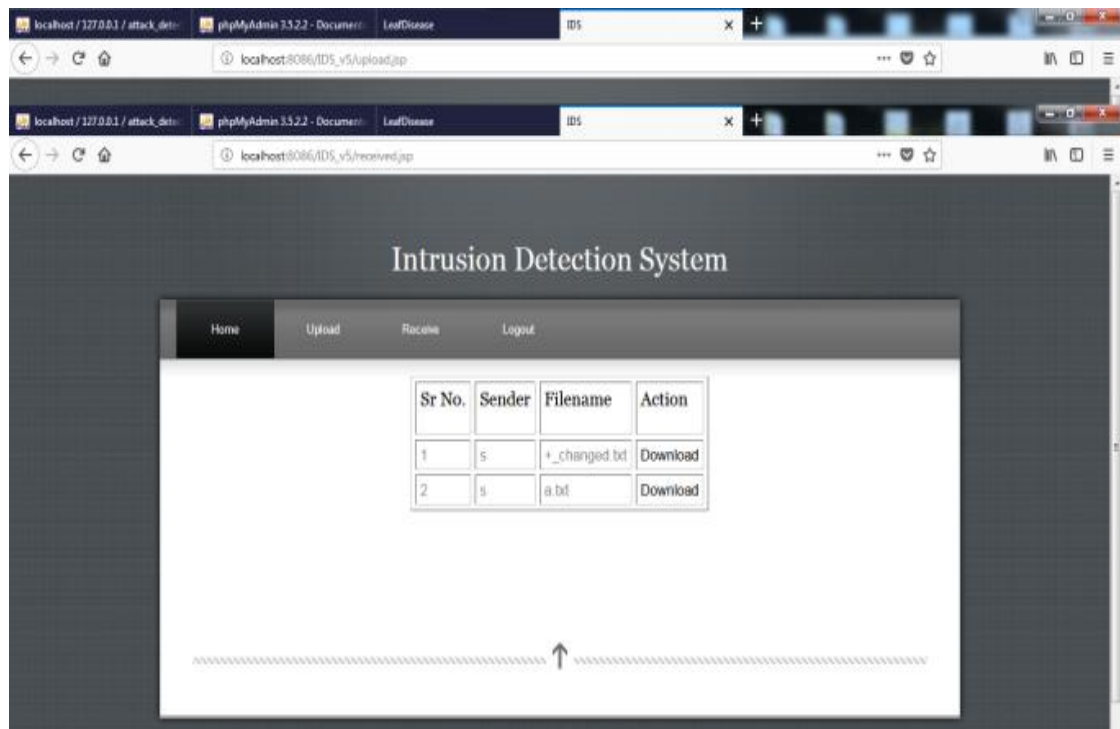 localhost / 127.0.0.1 / attack_dete
phpMyAdmin 3.5.2.2 - Document
LeafDisease
IDS
localhost:8086/IDS_v5/upload.jsp
localhost / 127.0.0.1 / attack_dete
phpMyAdmin 3.5.2.2 - Document
LeafDisease
IDS
localhost:8086/IDS_v5/received.jsp
Intrusion Detection System
Home Upload Receive Logout
Sr No. Sender Filename Action
1 s +_changed.txt Download
2 s a.txt Download